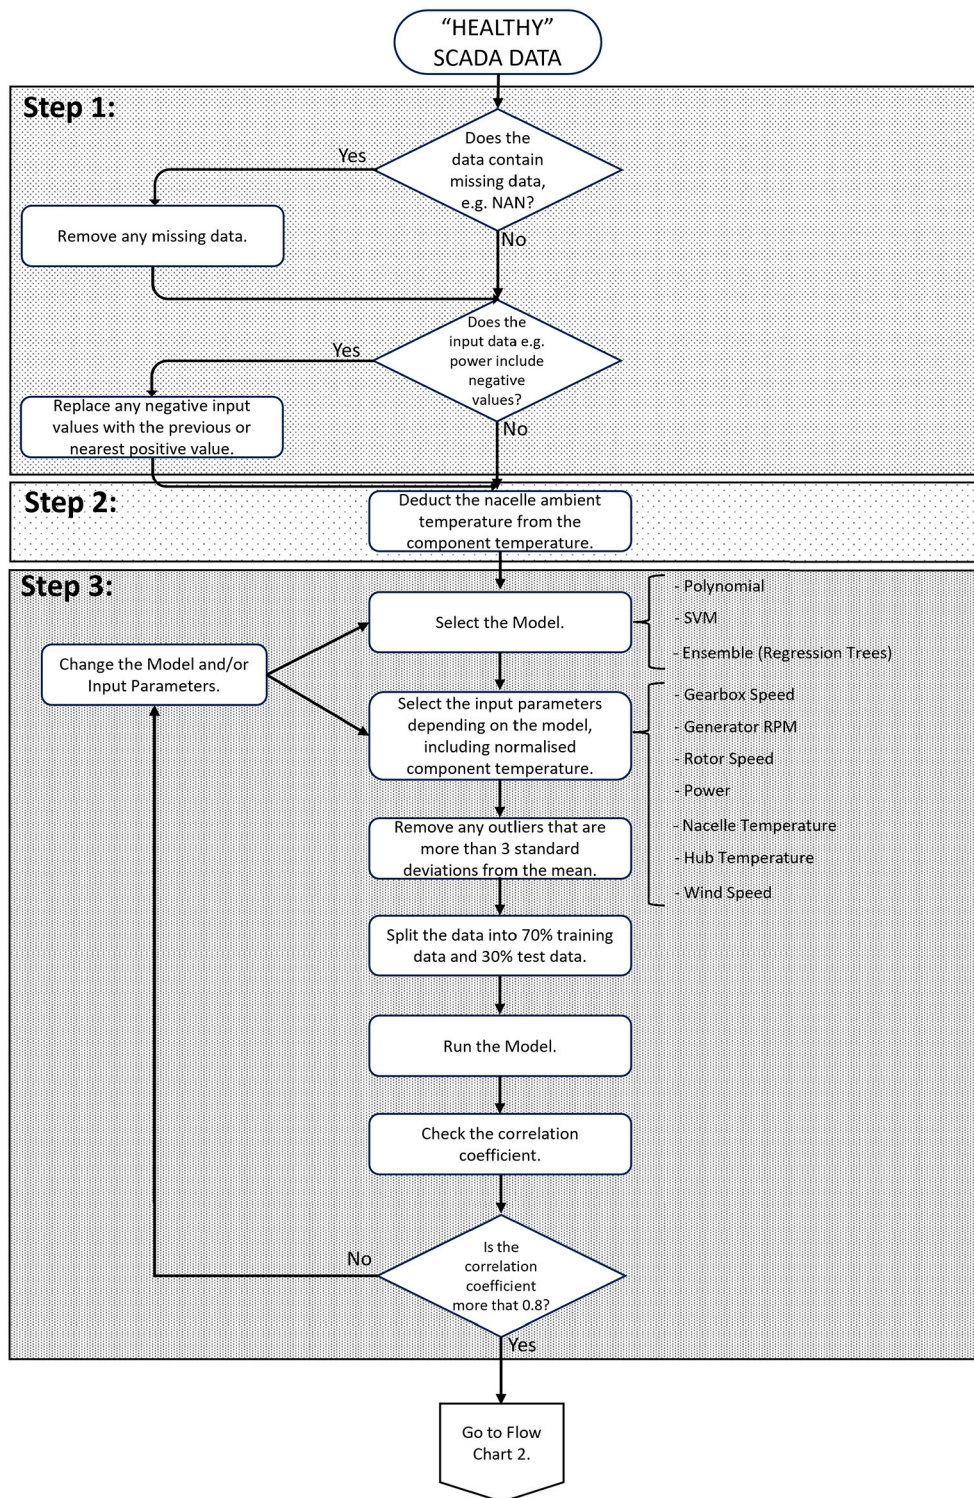 “HEALTHY”
SCADA DATA
Step 1:
Does the
data contain
missing data,
e.g. NAN?
Yes
Remove any missing data.
No
Does the
input data e.g.
power include
negative
values?
Yes
Replace any negative input
values with the previous or
nearest positive value.
No
Step 2:
Deduct the nacelle ambient
temperature from the
component temperature.
Step 3:
Select the Model.
- Polynomial
- SVM
- Ensemble (Regression Trees)
Change the Model and/or
Input Parameters.
Select the input parameters
depending on the model,
including normalised
component temperature.
- Gearbox Speed
- Generator RPM
- Rotor Speed
- Power
- Nacelle Temperature
- Hub Temperature
- Wind Speed
Remove any outliers that are
more than 3 standard
deviations from the mean.
Split the data into 70% training
data and 30% test data.
Run the Model.
Check the correlation
coefficient.
Is the
correlation
coefficient
more that 0.8?
No
Yes
Go to Flow
Chart 2.